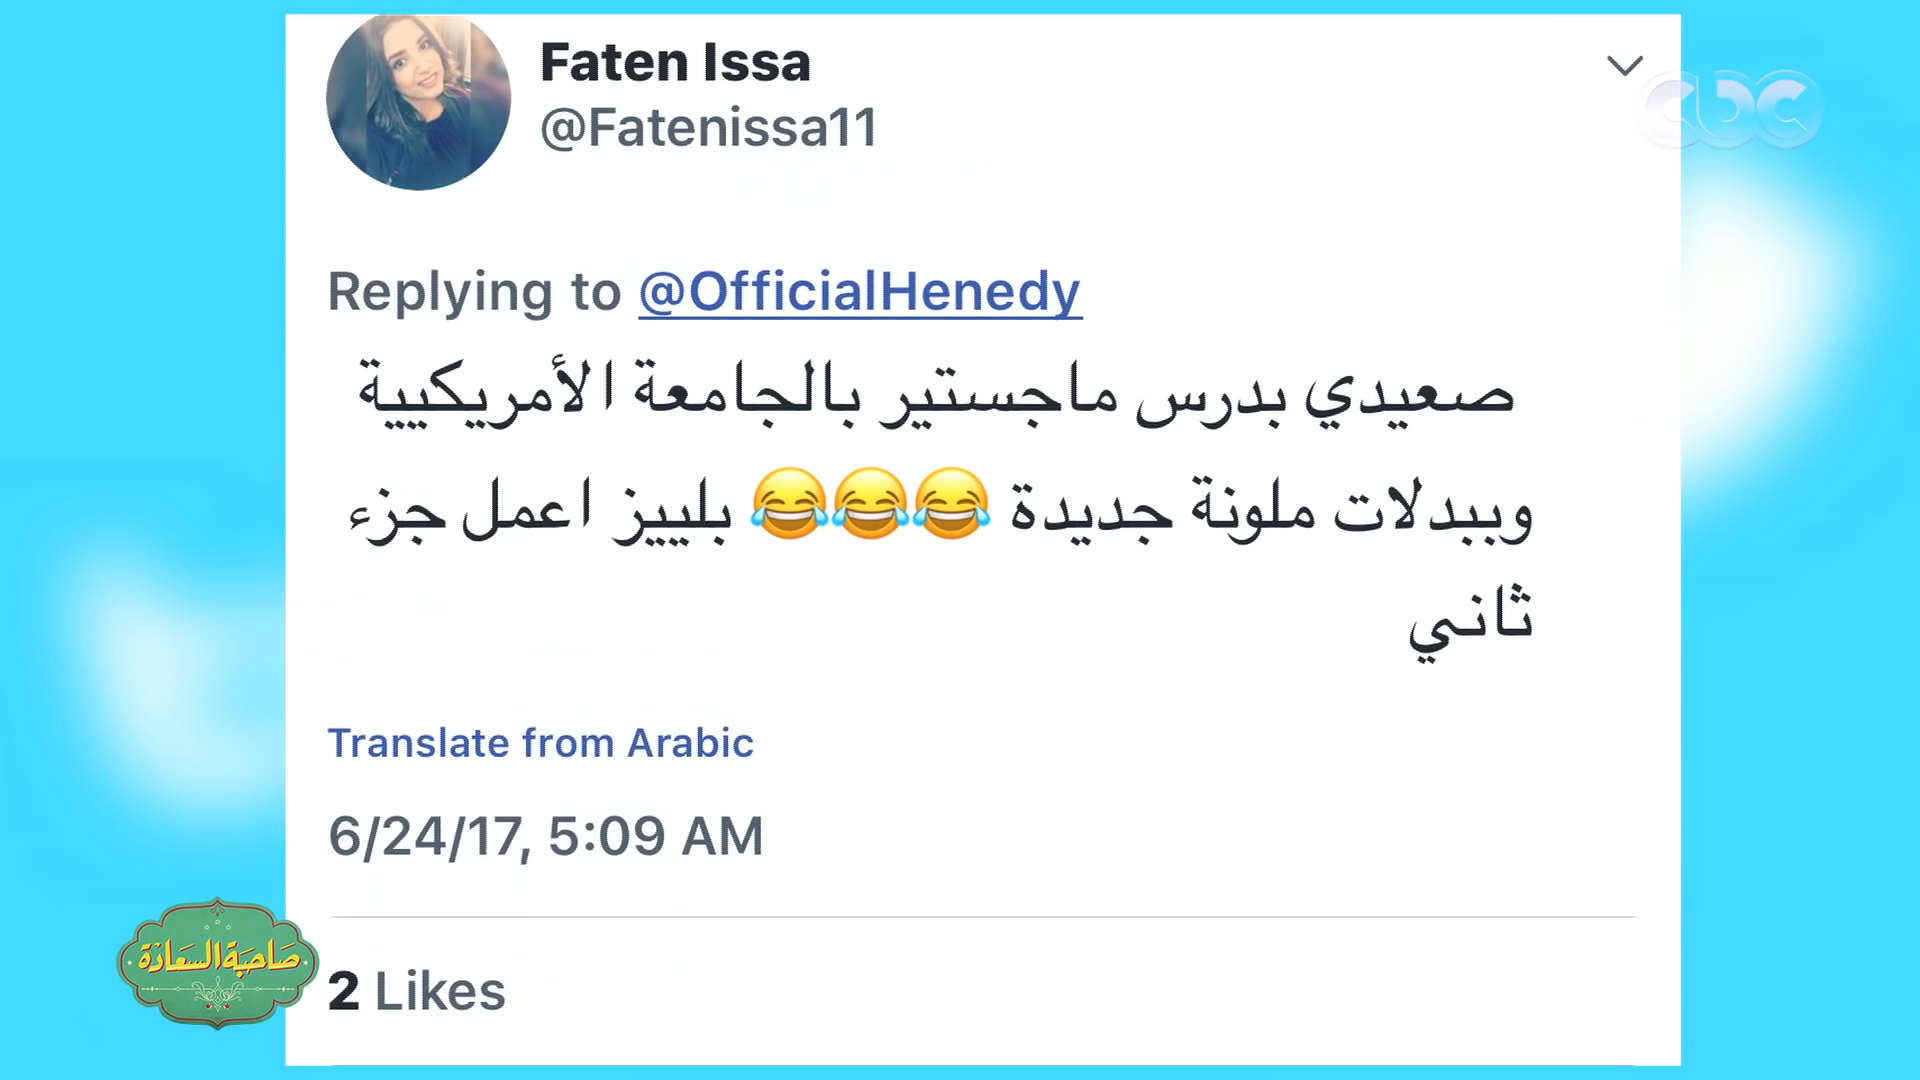 Faten Issa
@Fatenissa11
cbc
Replying to @OfficialHenedy
صعيدي بدرس ماجستير بالجامعة الأمريكيية
وببدلات ملونة جديدة 😂😂😂 بلييز اعمل جزء
ثاني
Translate from Arabic
6/24/17, 5:09 AM
صاحبة السعادة
2 Likes